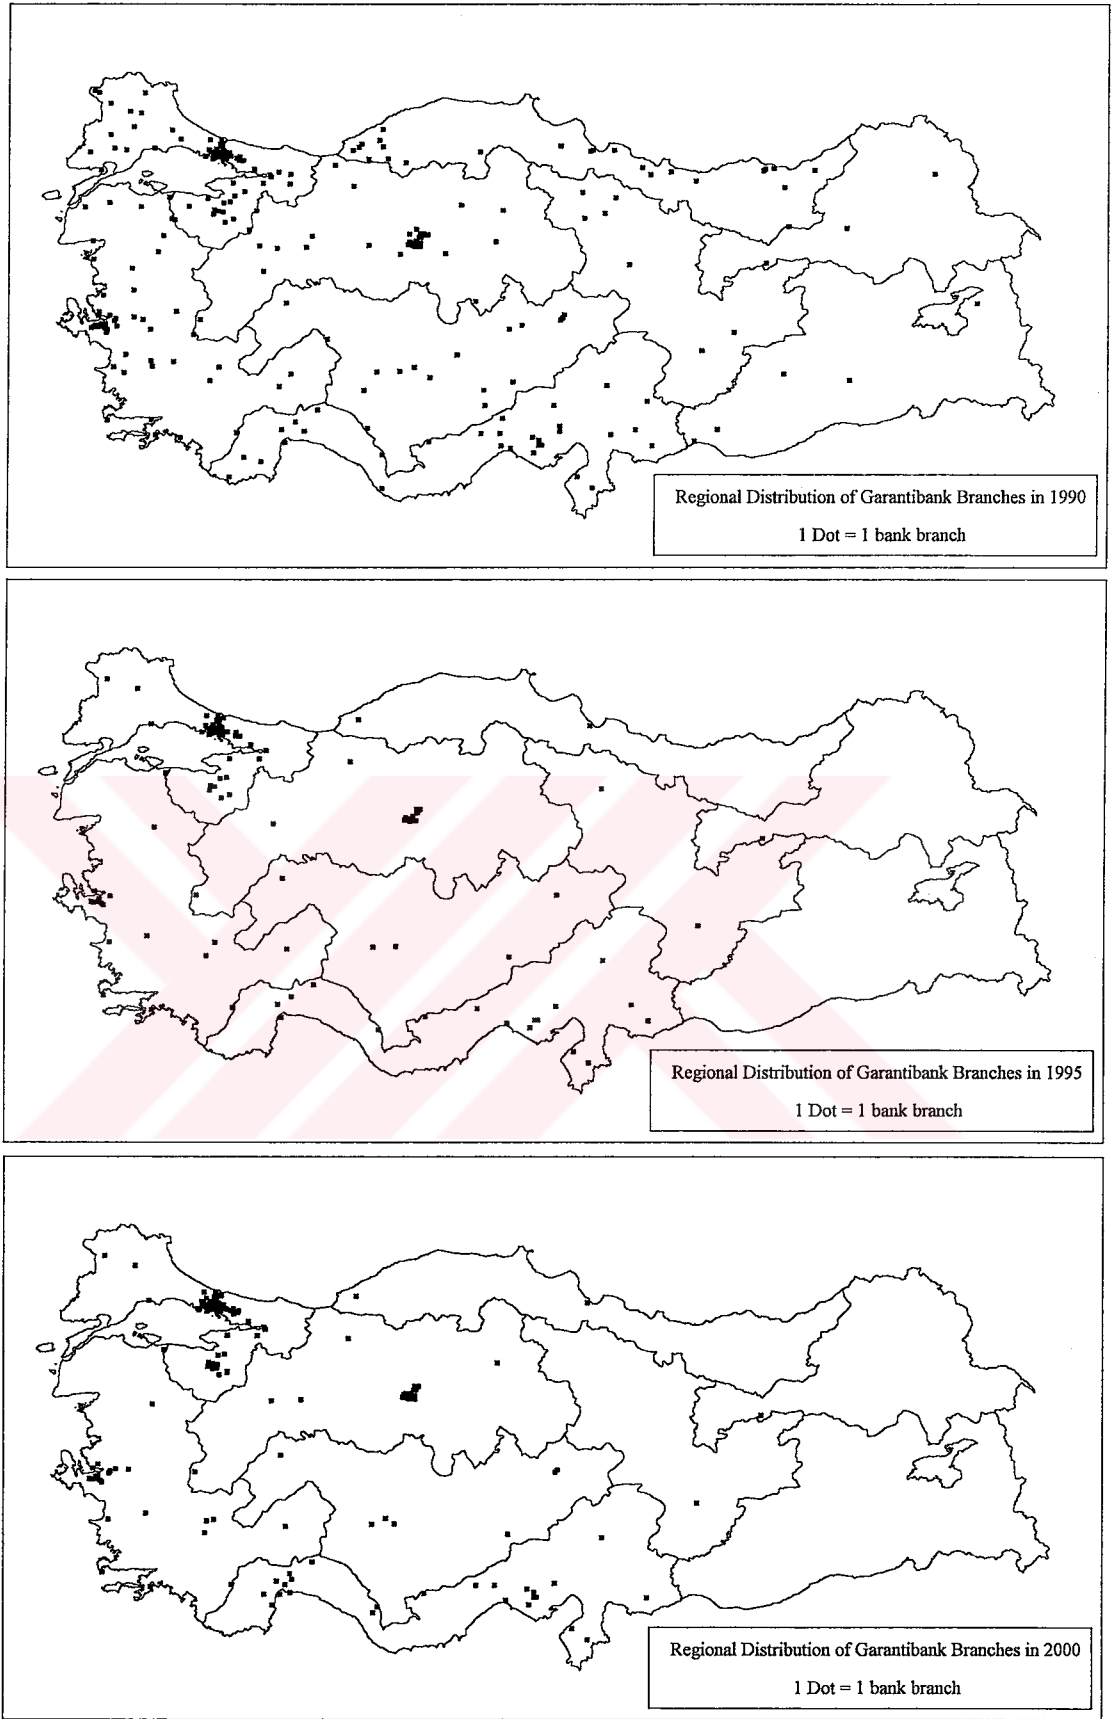 Regional Distribution of Garantibank Branches in 1990
1 Dot = 1 bank branch
Regional Distribution of Garantibank Branches in 1995
1 Dot = 1 bank branch
Regional Distribution of Garantibank Branches in 2000
1 Dot = 1 bank branch